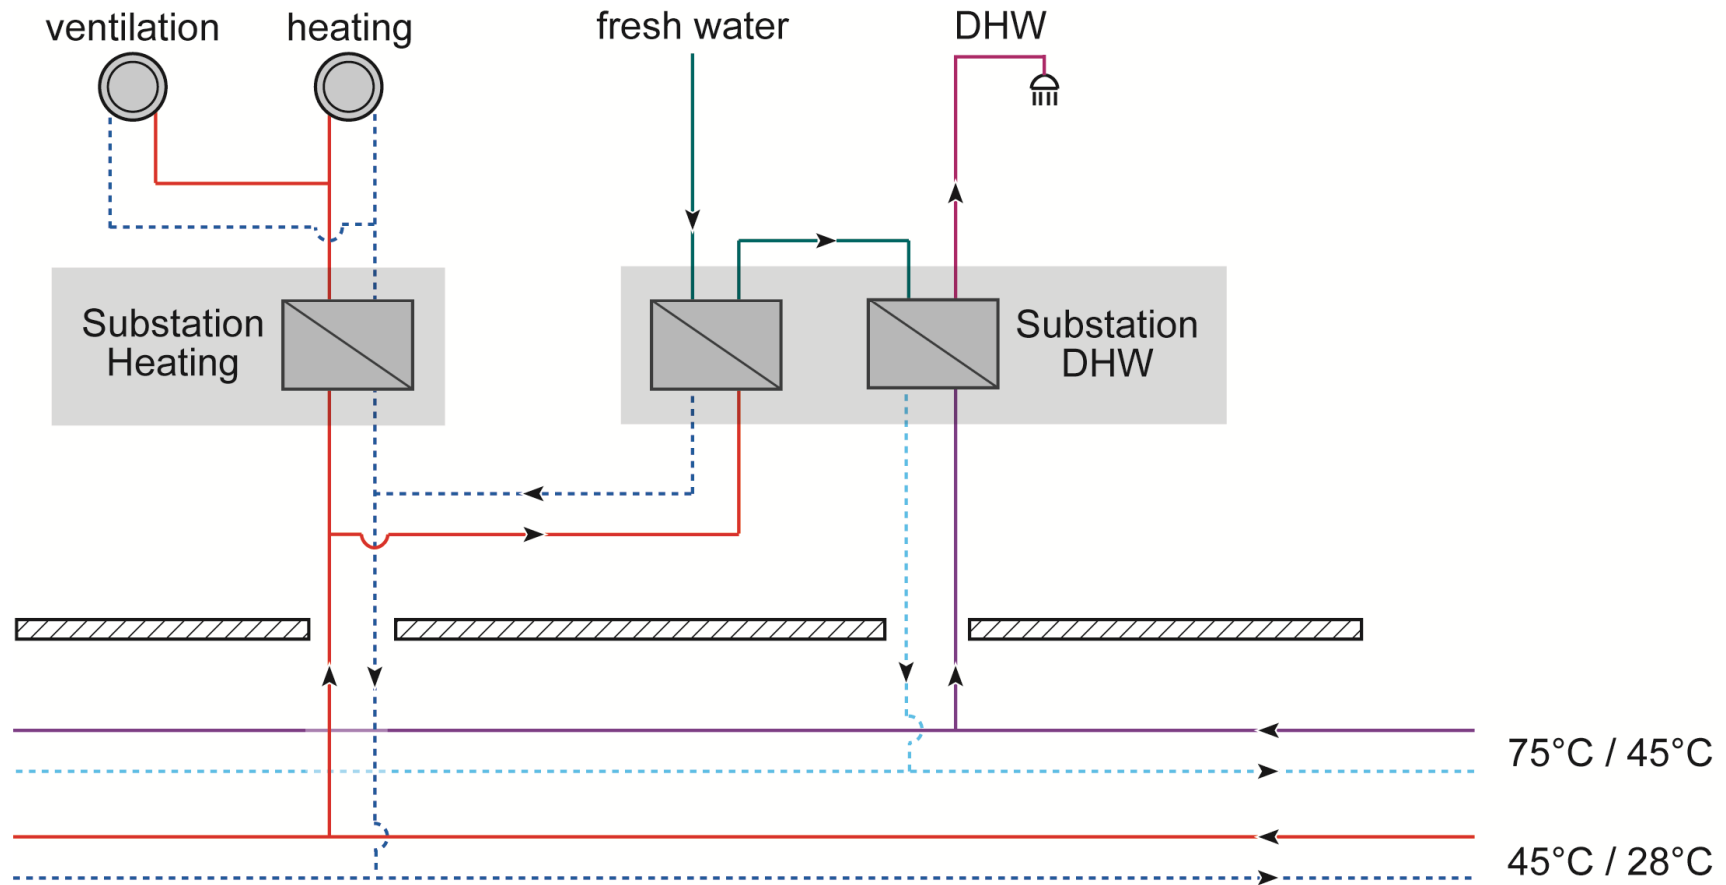 ventilation
heating
fresh water
DHW
Substation
Heating
Substation
DHW
75°C / 45°C
45°C / 28°C